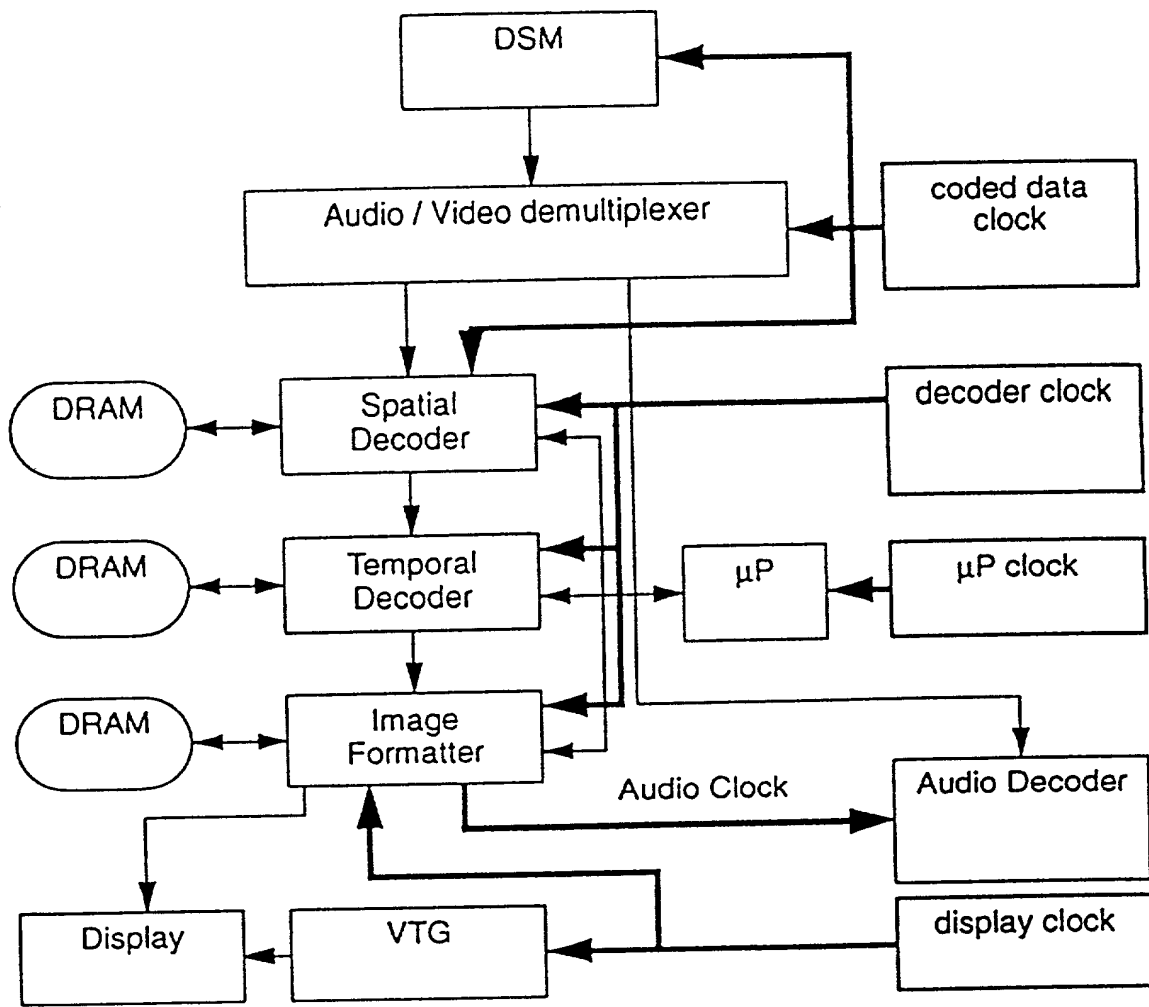 DSM
Audio / Video demultiplexer
coded data
clock
DRAM
Spatial
Decoder
decoder clock
DRAM
Temporal
Decoder
µP
µP clock
DRAM
Image
Formatter
Audio Clock
Audio Decoder
Display
VTG
display clock